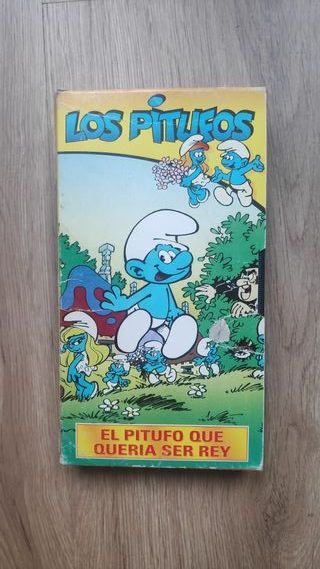 LOS PiTUFOS
EL PITUFO QUE
QUERIA SER REY